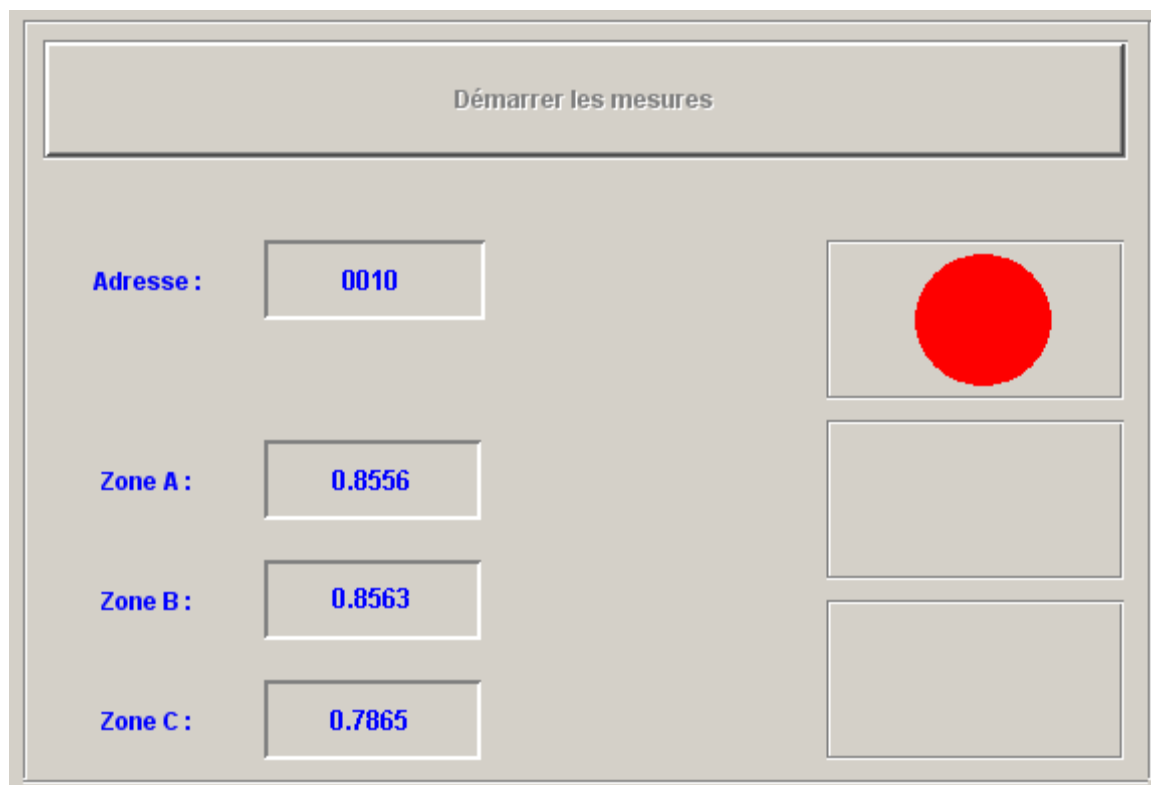 Démarrer les mesures
Adresse : 0010
Zone A : 0.8556
Zone B : 0.8563
Zone C : 0.7865